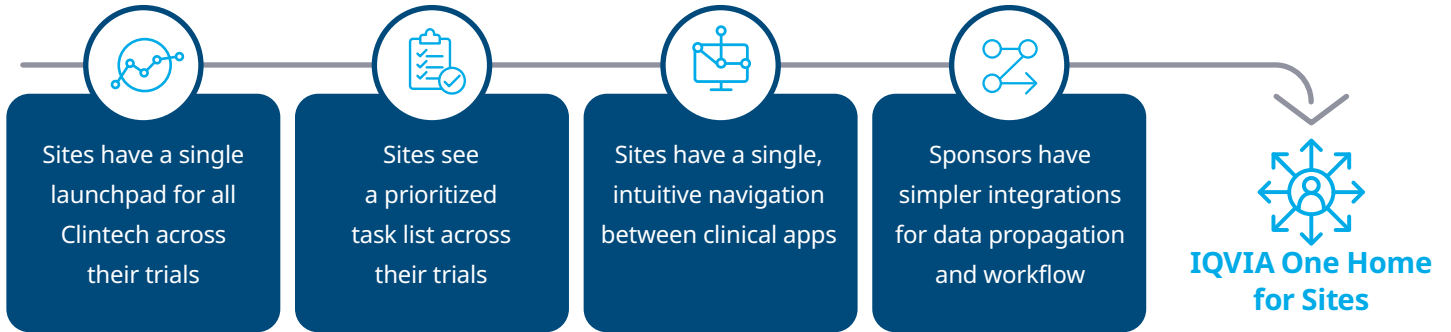 Sites have a single
launchpad for all
Clintech across
their trials
Sites see
a prioritized
task list across
their trials
Sites have a single,
intuitive navigation
between clinical apps
Sponsors have
simpler integrations
for data propagation
and workflow
IQVIA One Home
for Sites